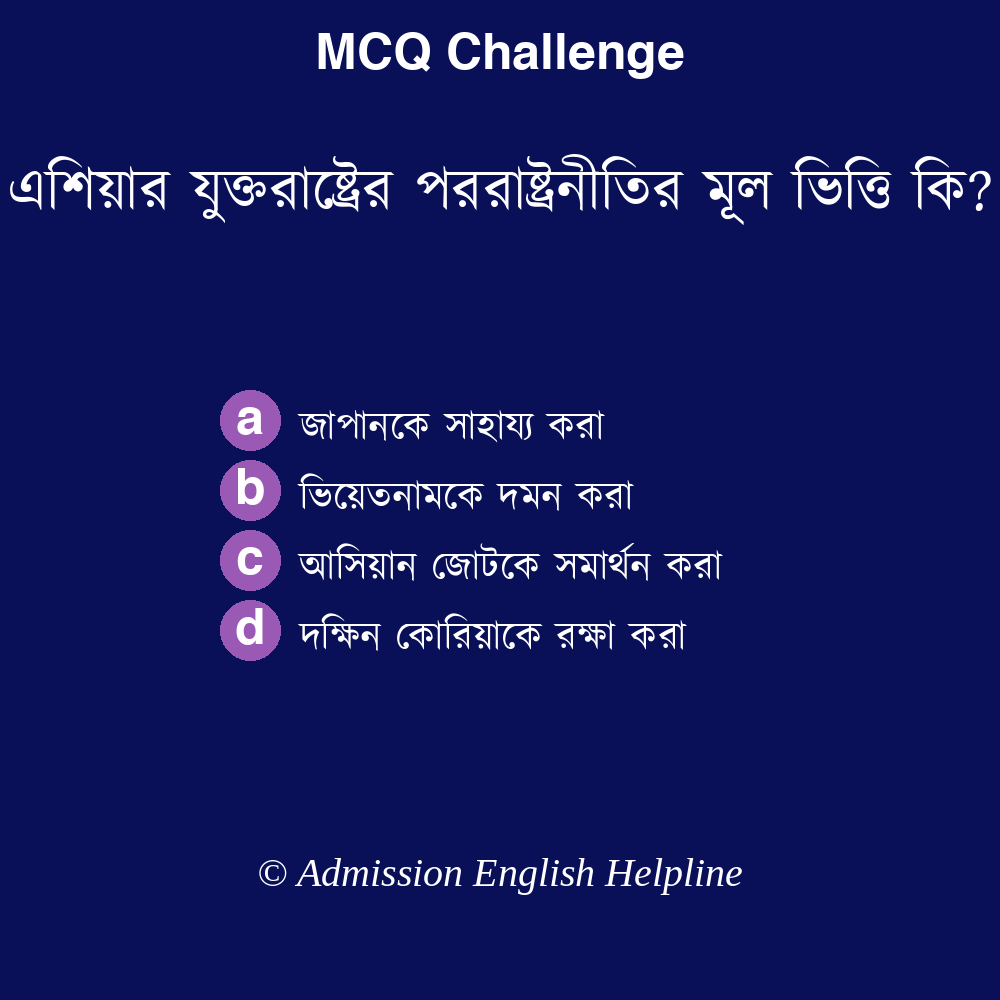 MCQ Challenge
এশিয়ার যুক্তরাষ্ট্রের পররাষ্ট্রনীতির মূল ভিত্তি কি?
a জাপানকে সাহায্য করা
b ভিয়েতনামকে দমন করা
c আসিয়ান জোটকে সমার্থন করা
d দক্ষিন কোরিয়াকে রক্ষা করা
© Admission English Helpline